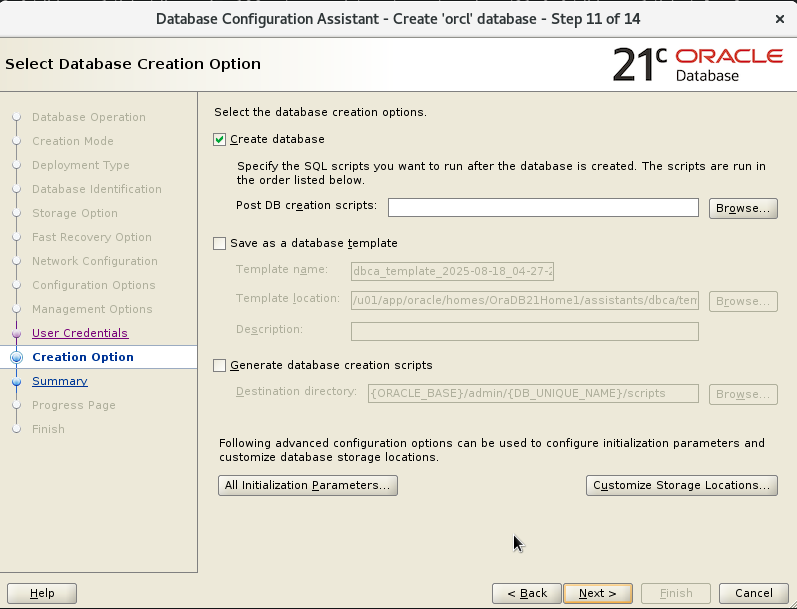 Database Configuration Assistant - Create 'orcl' database - Step 11 of 14
Select Database Creation Option
21c ORACLE
Database
Database Operation
Creation Mode
Deployment Type
Database Identification
Storage Option
Fast Recovery Option
Network Configuration
Configuration Options
Management Options
User Credentials
Creation Option
Summary
Progress Page
Finish
Select the database creation options.
Create database
Specify the SQL scripts you want to run after the database is created. The scripts are run in
the order listed below.
Post DB creation scripts: Browse...
Save as a database template
Template name: dbca_template_2025-08-18_04-27-2
Template location: /u01/app/oracle/homes/OraDB21Home1/assistants/dbca/tem Browse...
Description:
Generate database creation scripts
Destination directory: {ORACLE_BASE}/admin/{DB_UNIQUE_NAME}/scripts Browse...
Following advanced configuration options can be used to configure initialization parameters and
customize database storage locations.
All Initialization Parameters... Customize Storage Locations...
Help < Back Next > Finish Cancel